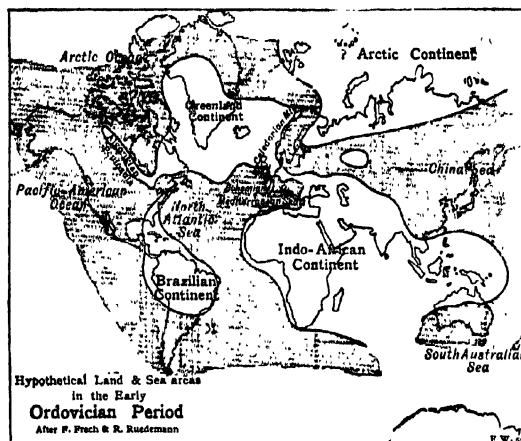 Arctic Ocean
? Arctic Continent
Greenland
Continent
China Sea
Pacific-American
Ocean
North
Atlantic
Sea
Indo-African
Continent
Brazilian
Continent
South Australian
Sea
Hypothetical Land & Sea areas
in the Early
Ordovician Period
After F. Frech & R. Ruedemann